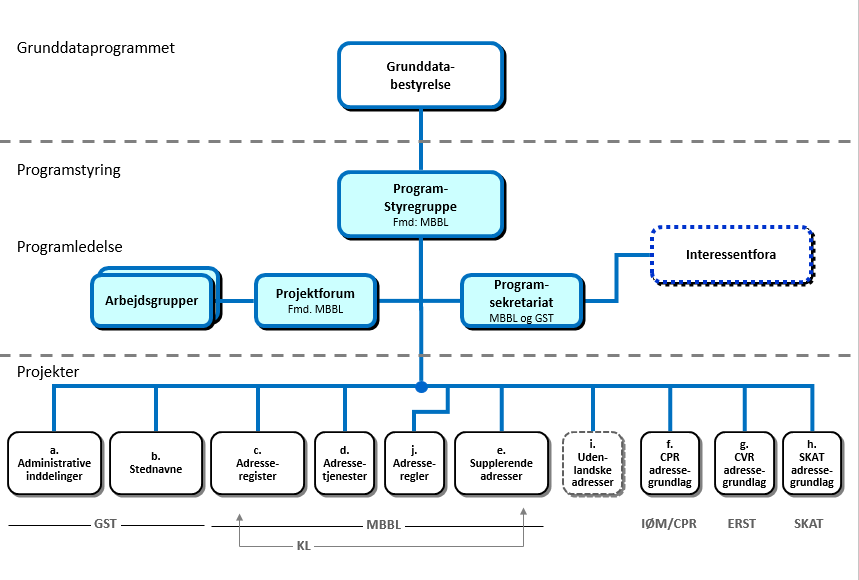 Grunddataprogrammet
Grunddata-
bestyrelse
Programstyring
Program-
Styregruppe
Fmd: MBBL
Programledelse
Interessentfora
Arbejdsgrupper
Projektforum
Fmd. MBBL
Program-
sekretariat
MBBL og GST
Projekter
a.
Administrative
inddelinger
b.
Stednavne
c.
Adresse-
register
d.
Adresse-
tjenester
j.
Adresse-
regler
e.
Supplerende
adresser
i.
Uden-
landske
adresser
f.
CPR
adresse-
grundlag
g.
CVR
adresse-
grundlag
h.
SKAT
adresse-
grundlag
GST
MBBL
IØM/CPR
ERST
SKAT
KL